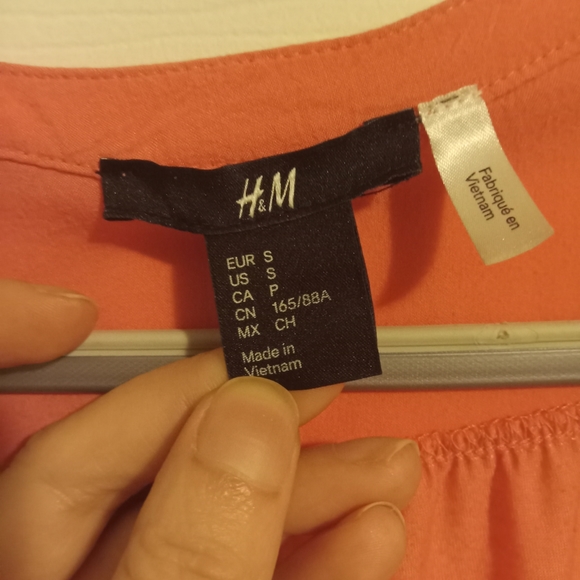 H&M
EUR S
US S
CA P
CN 165/88A
MX CH
Made in
Vietnam
Fabriqué en
Vietnam